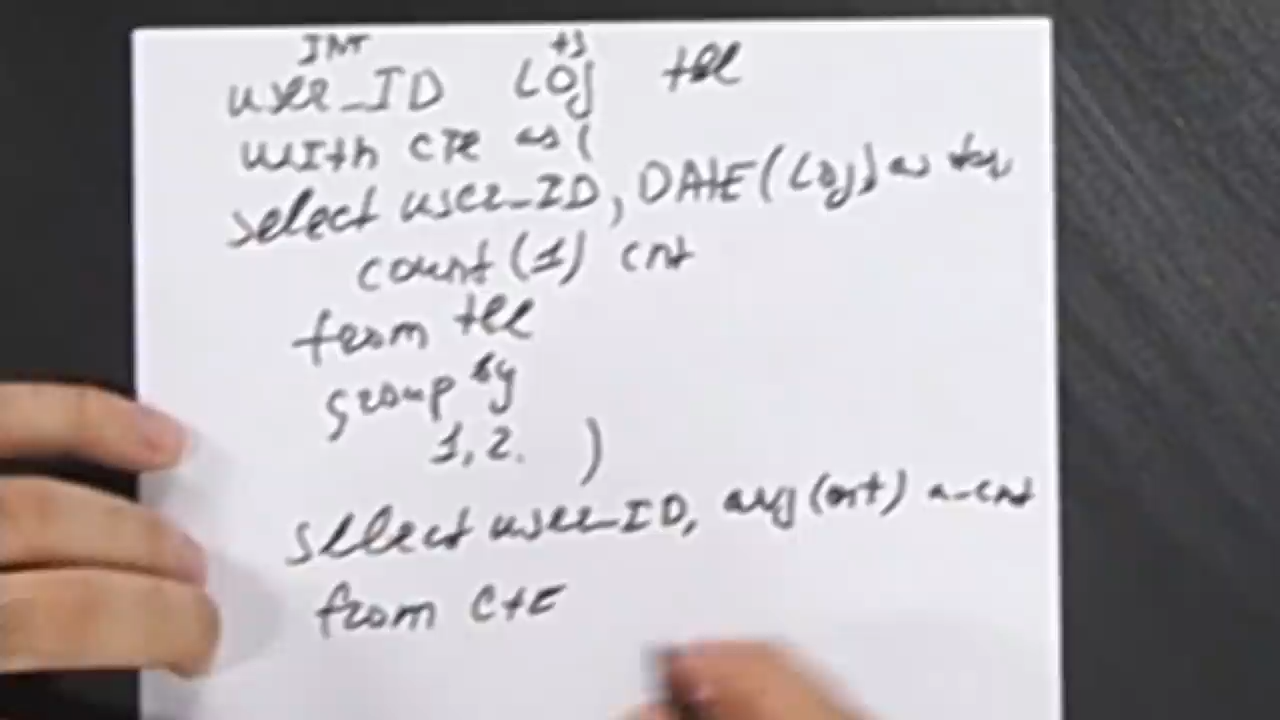 INT ts
user_ID Log tbl
with cte as (
select user_ID, DATE(Log) as
count(1) cnt
from tbl
group by
1,2. )
select user_ID, avg(cnt) a_cnt
from CtE